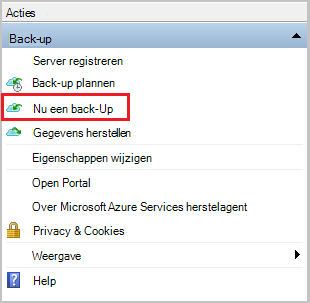 Acties
Back-up
Server registreren
Back-up plannen
Nu een back-Up
Gegevens herstellen
Eigenschappen wijzigen
Open Portal
Over Microsoft Azure Services herstelagent
Privacy & Cookies
Weergave
Help